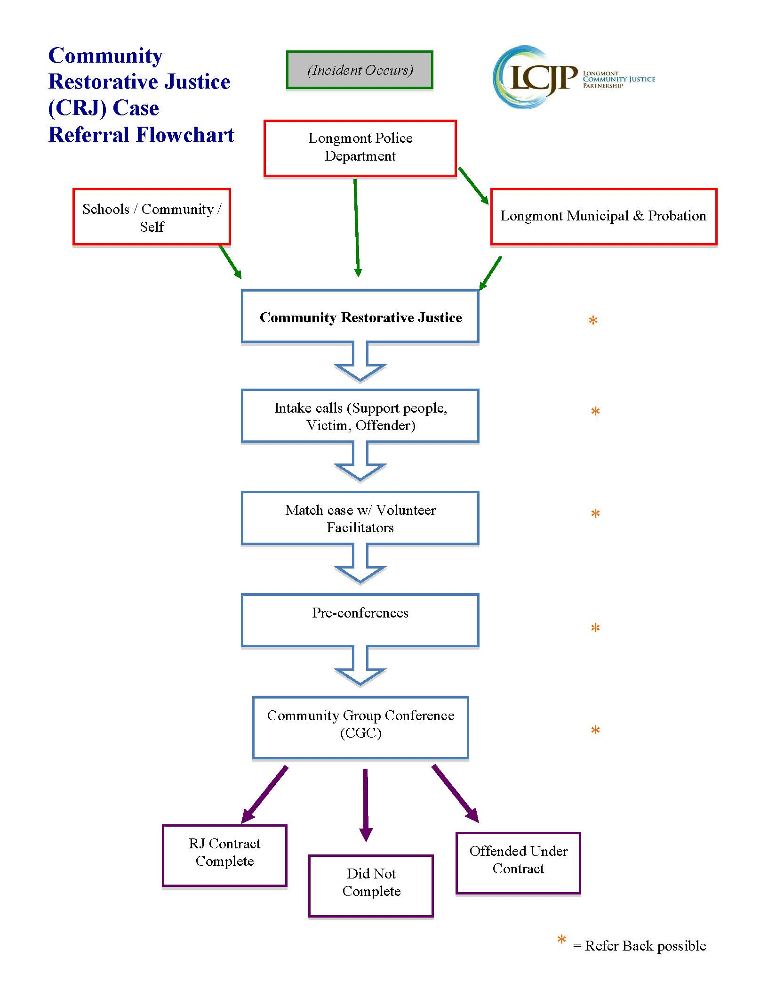 Community
Restorative Justice
(CRJ) Case
Referral Flowchart
(Incident Occurs)
LCJP
LONGMONT
COMMUNITY JUSTICE
PARTNERSHIP
Longmont Police
Department
Schools / Community /
Self
Longmont Municipal & Probation
Community Restorative Justice
*
Intake calls (Support people,
Victim, Offender)
*
Match case w/ Volunteer
Facilitators
*
Pre-conferences
*
Community Group Conference
(CGC)
*
RJ Contract
Complete
Did Not
Complete
Offended Under
Contract
* = Refer Back possible